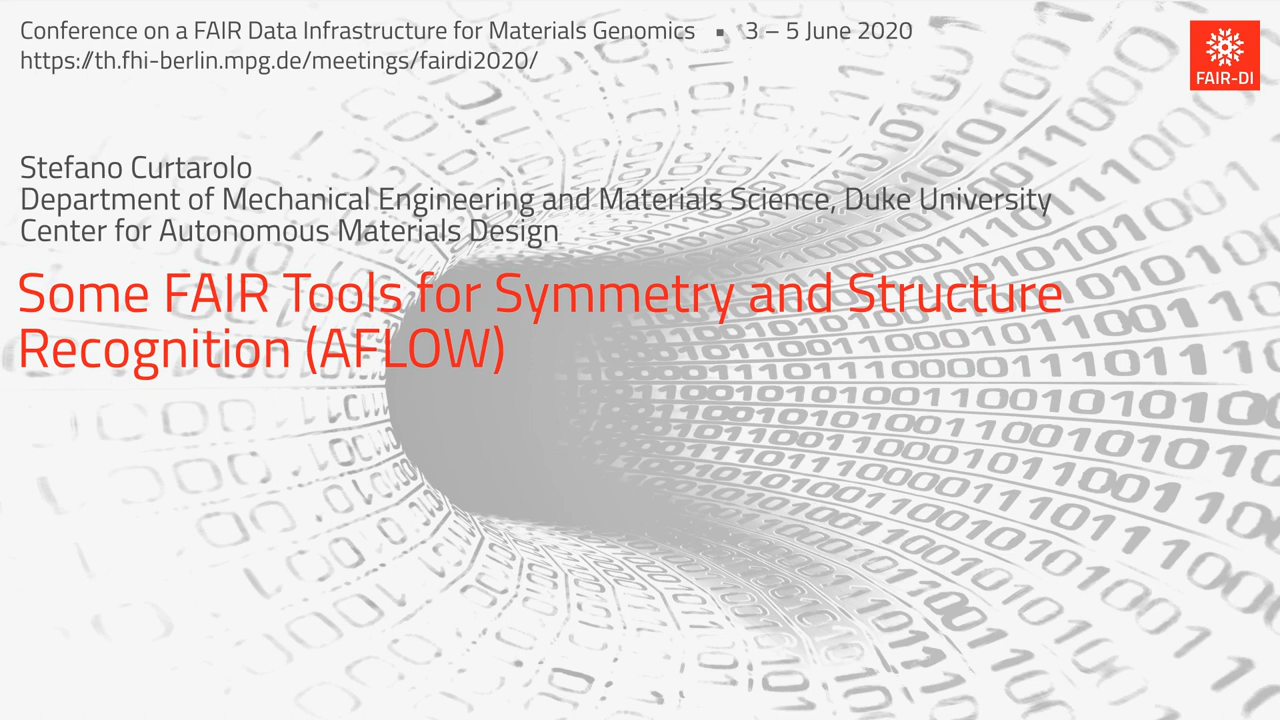 Conference on a FAIR Data Infrastructure for Materials Genomics ▪ 3 – 5 June 2020
https://th.fhi-berlin.mpg.de/meetings/fairdi2020/
FAIR-DI
Stefano Curtarolo
Department of Mechanical Engineering and Materials Science, Duke University
Center for Autonomous Materials Design
Some FAIR Tools for Symmetry and Structure
Recognition (AFLOW)